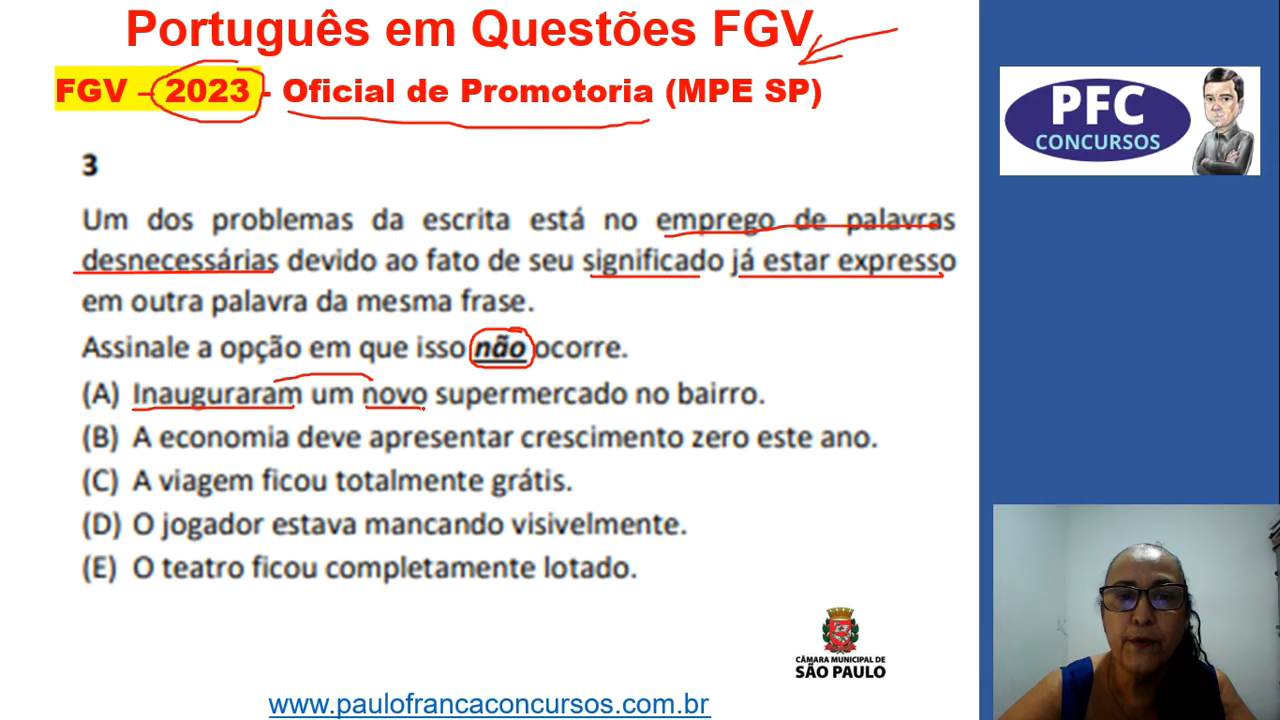 Português em Questões FGV
FGV – 2023 - Oficial de Promotoria (MPE SP)
PFC
CONCURSOS
3
Um dos problemas da escrita está no emprego de palavras
desnecessárias devido ao fato de seu significado já estar expresso
em outra palavra da mesma frase.
Assinale a opção em que isso não ocorre.
(A) Inauguraram um novo supermercado no bairro.
(B) A economia deve apresentar crescimento zero este ano.
(C) A viagem ficou totalmente grátis.
(D) O jogador estava mancando visivelmente.
(E) O teatro ficou completamente lotado.
CÂMARA MUNICIPAL DE
SÃO PAULO
www.paulofrancaconcursos.com.br